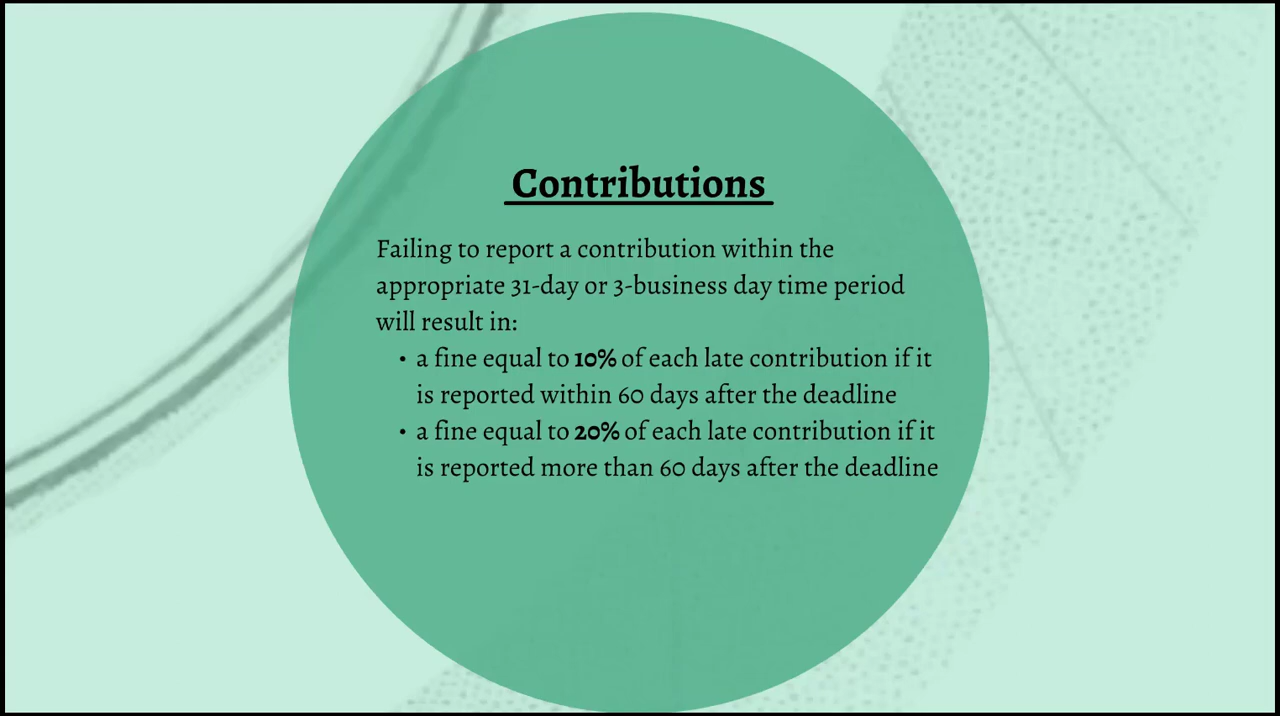 Contributions
Failing to report a contribution within the
appropriate 31-day or 3-business day time period
will result in:
• a fine equal to 10% of each late contribution if it
is reported within 60 days after the deadline
• a fine equal to 20% of each late contribution if it
is reported more than 60 days after the deadline